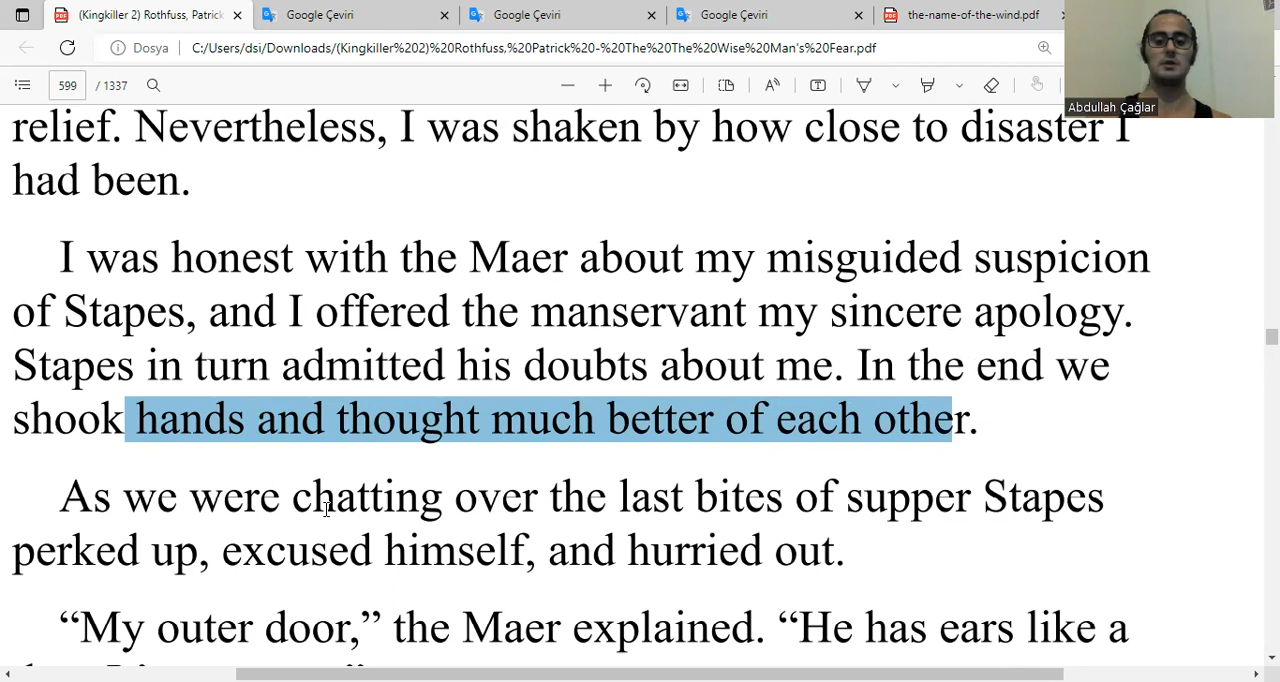 (Kingkiller 2) Rothfuss, Patrick
Google Çeviri
Google Çeviri
Google Çeviri
the-name-of-the-wind.pdf
Dosya
C:/Users/dsi/Downloads/(Kingkiller%202)%20Rothfuss,%20Patrick%20-%20The%20The%20Wise%20Man's%20Fear.pdf
599 / 1337
Abdullah Çağlar
relief. Nevertheless, I was shaken by how close to disaster I
had been.
I was honest with the Maer about my misguided suspicion
of Stapes, and I offered the manservant my sincere apology.
Stapes in turn admitted his doubts about me. In the end we
shook hands and thought much better of each other.
As we were chatting over the last bites of supper Stapes
perked up, excused himself, and hurried out.
“My outer door,” the Maer explained. “He has ears like a